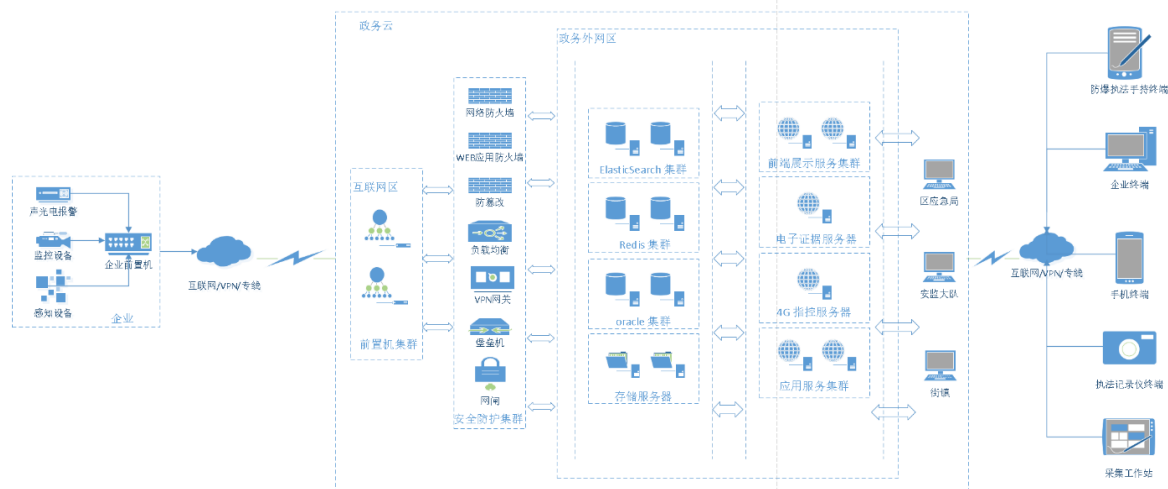 政务云
政务外网区
网络防火墙
WEB应用防火墙
防篡改
负载均衡
VPN网关
堡垒机
网闸
安全防护集群
互联网区
前置机集群
声光电报警
监控设备
感知设备
企业前置机
企业
互联网/VPN/专线
ElasticSearch 集群
Redis 集群
oracle 集群
存储服务器
前端展示服务集群
电子证据服务器
4G 指控服务器
应用服务集群
区应急局
安监大队
街镇
互联网/VPN/专线
防爆执法手持终端
企业终端
手机终端
执法记录仪终端
采集工作站